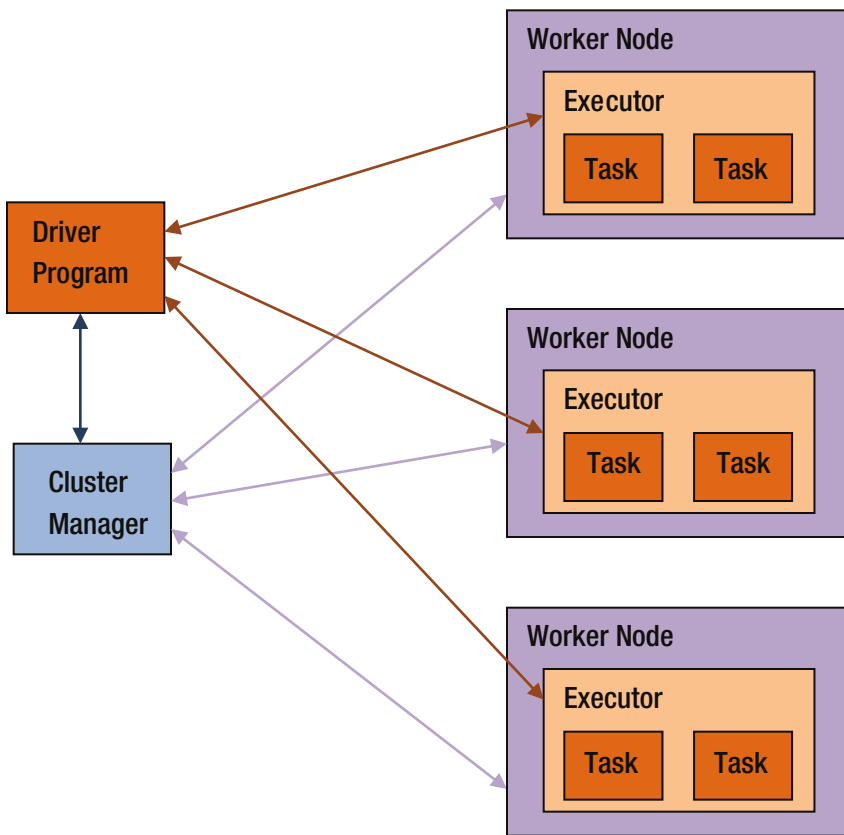 Worker Node
Executor
Task Task
Driver
Program
Worker Node
Executor
Task Task
Cluster
Manager
Worker Node
Executor
Task Task